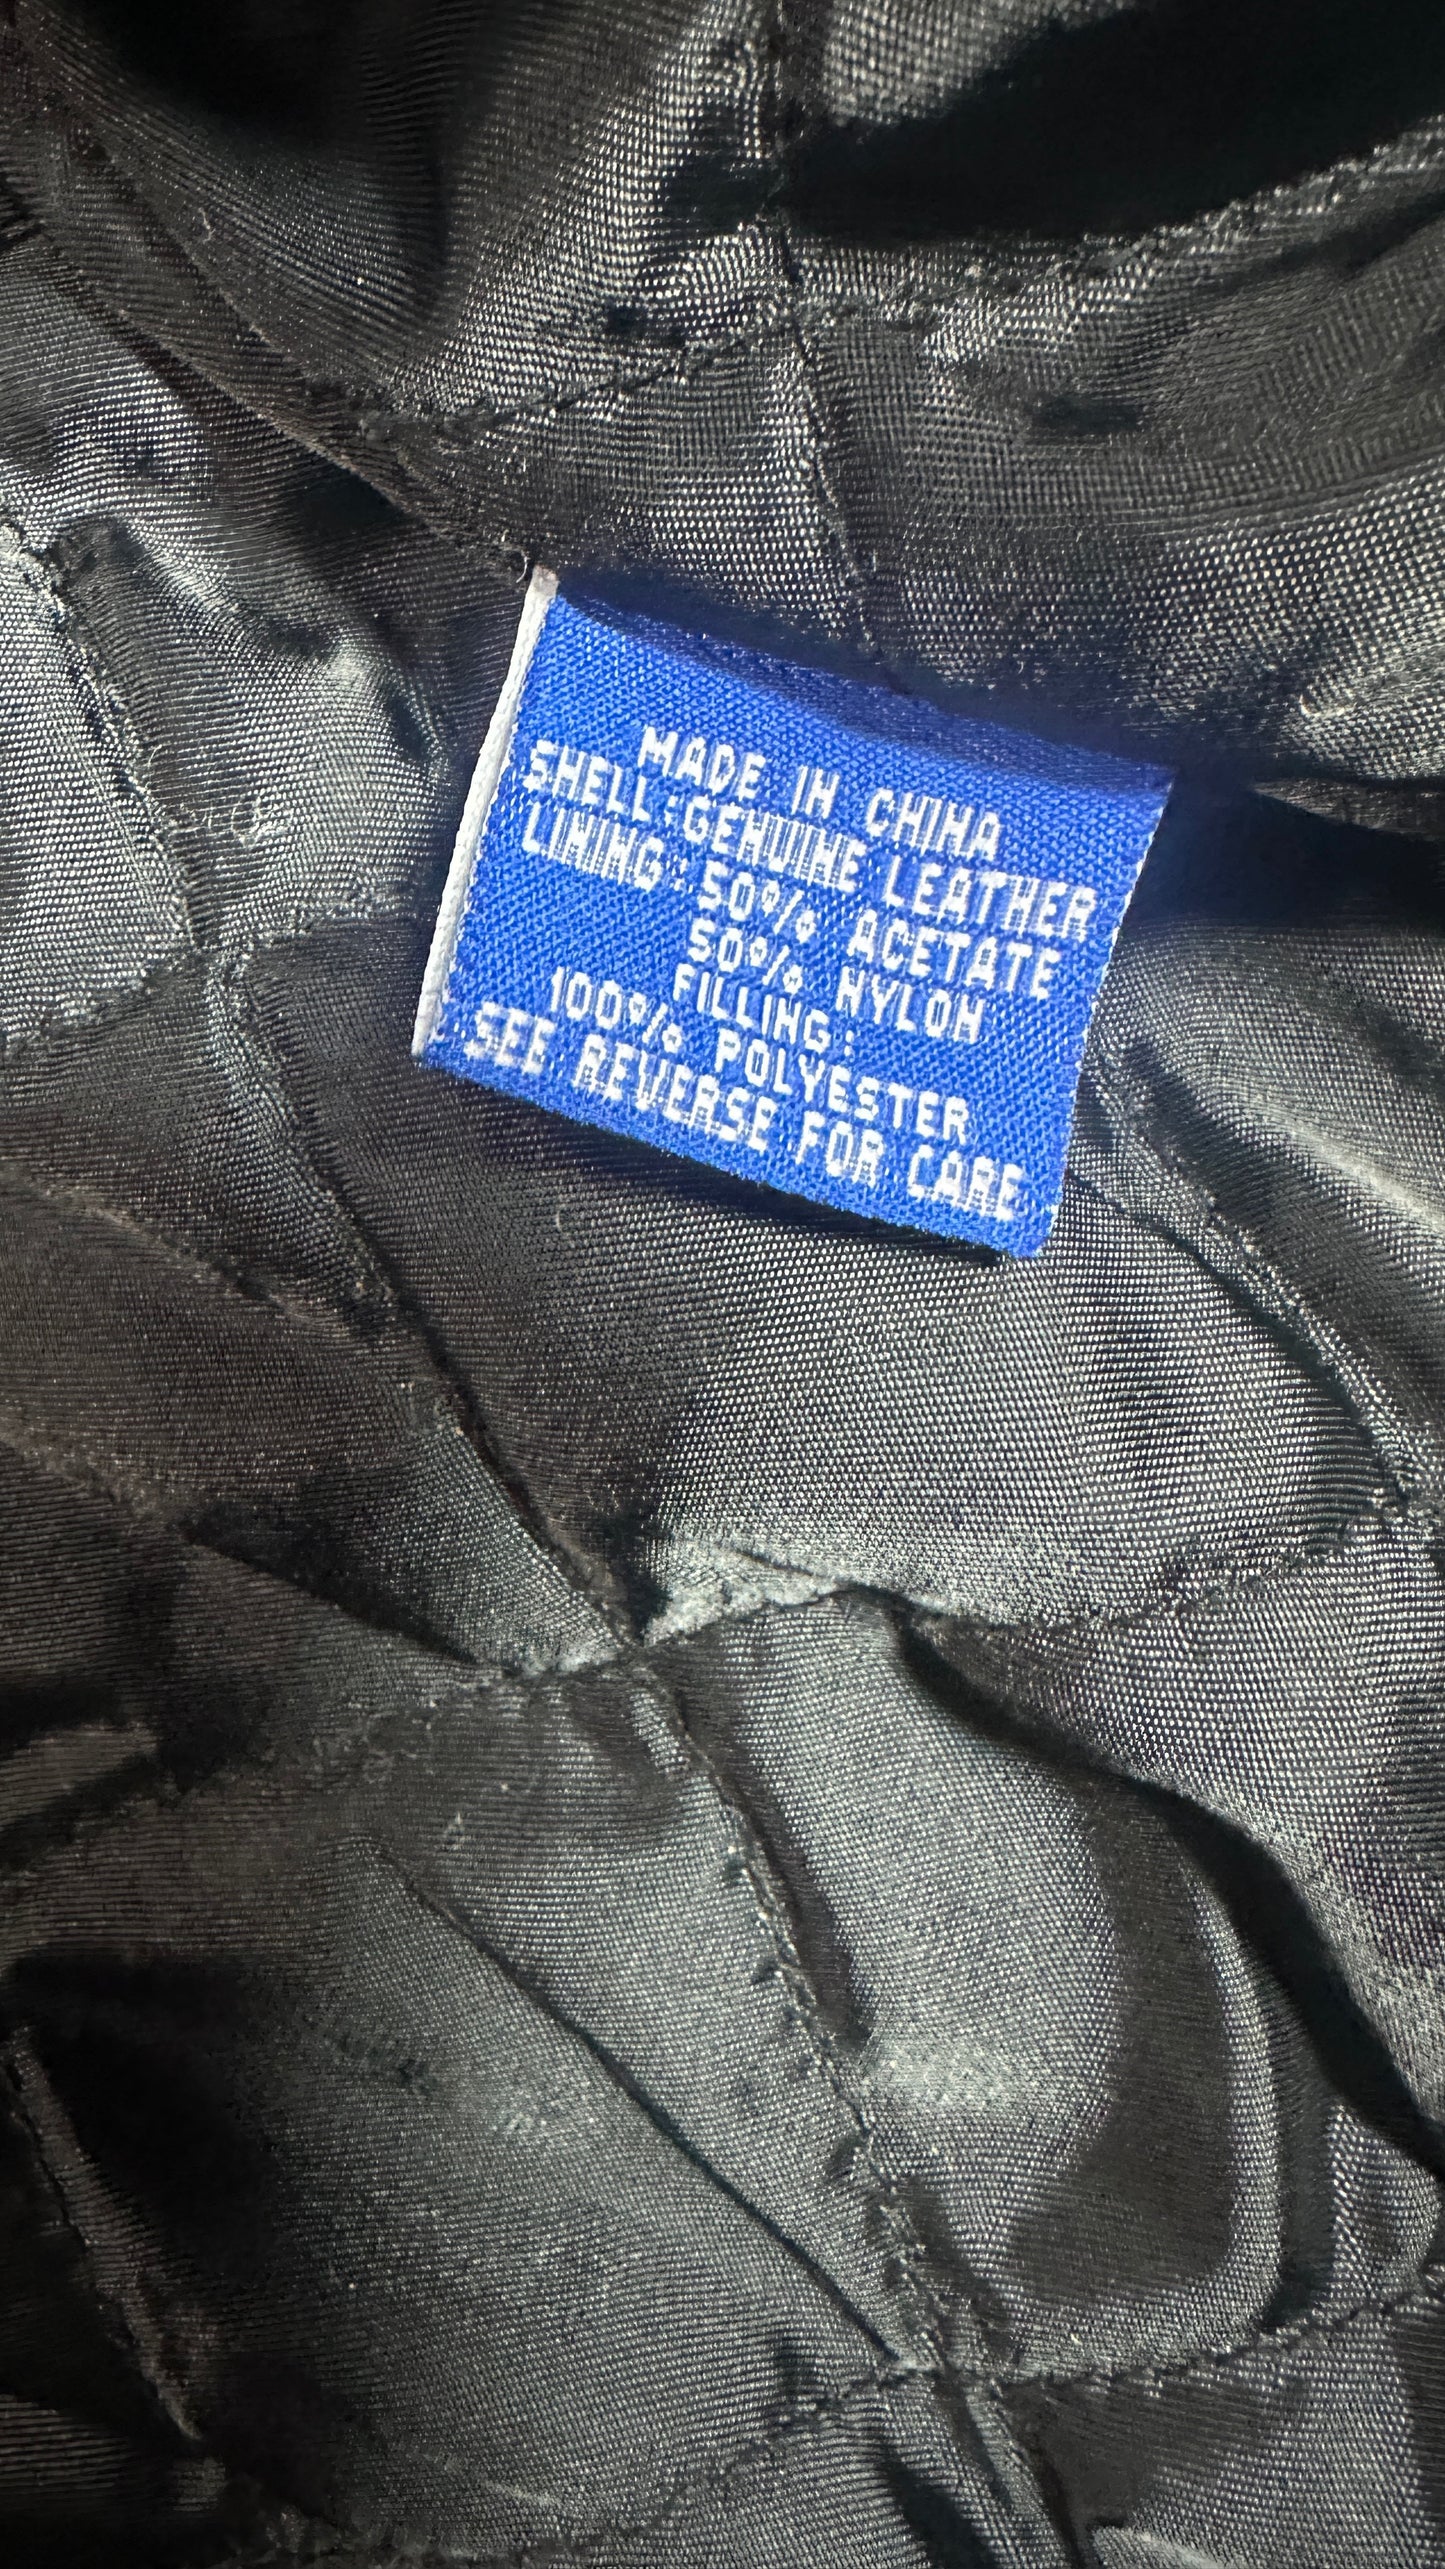 MADE IN CHINA
SHELL:GENUINE LEATHER
LINING: 50% ACETATE
50% NYLON
FILLING:
100% POLYESTER
SEE REVERSE FOR CARE